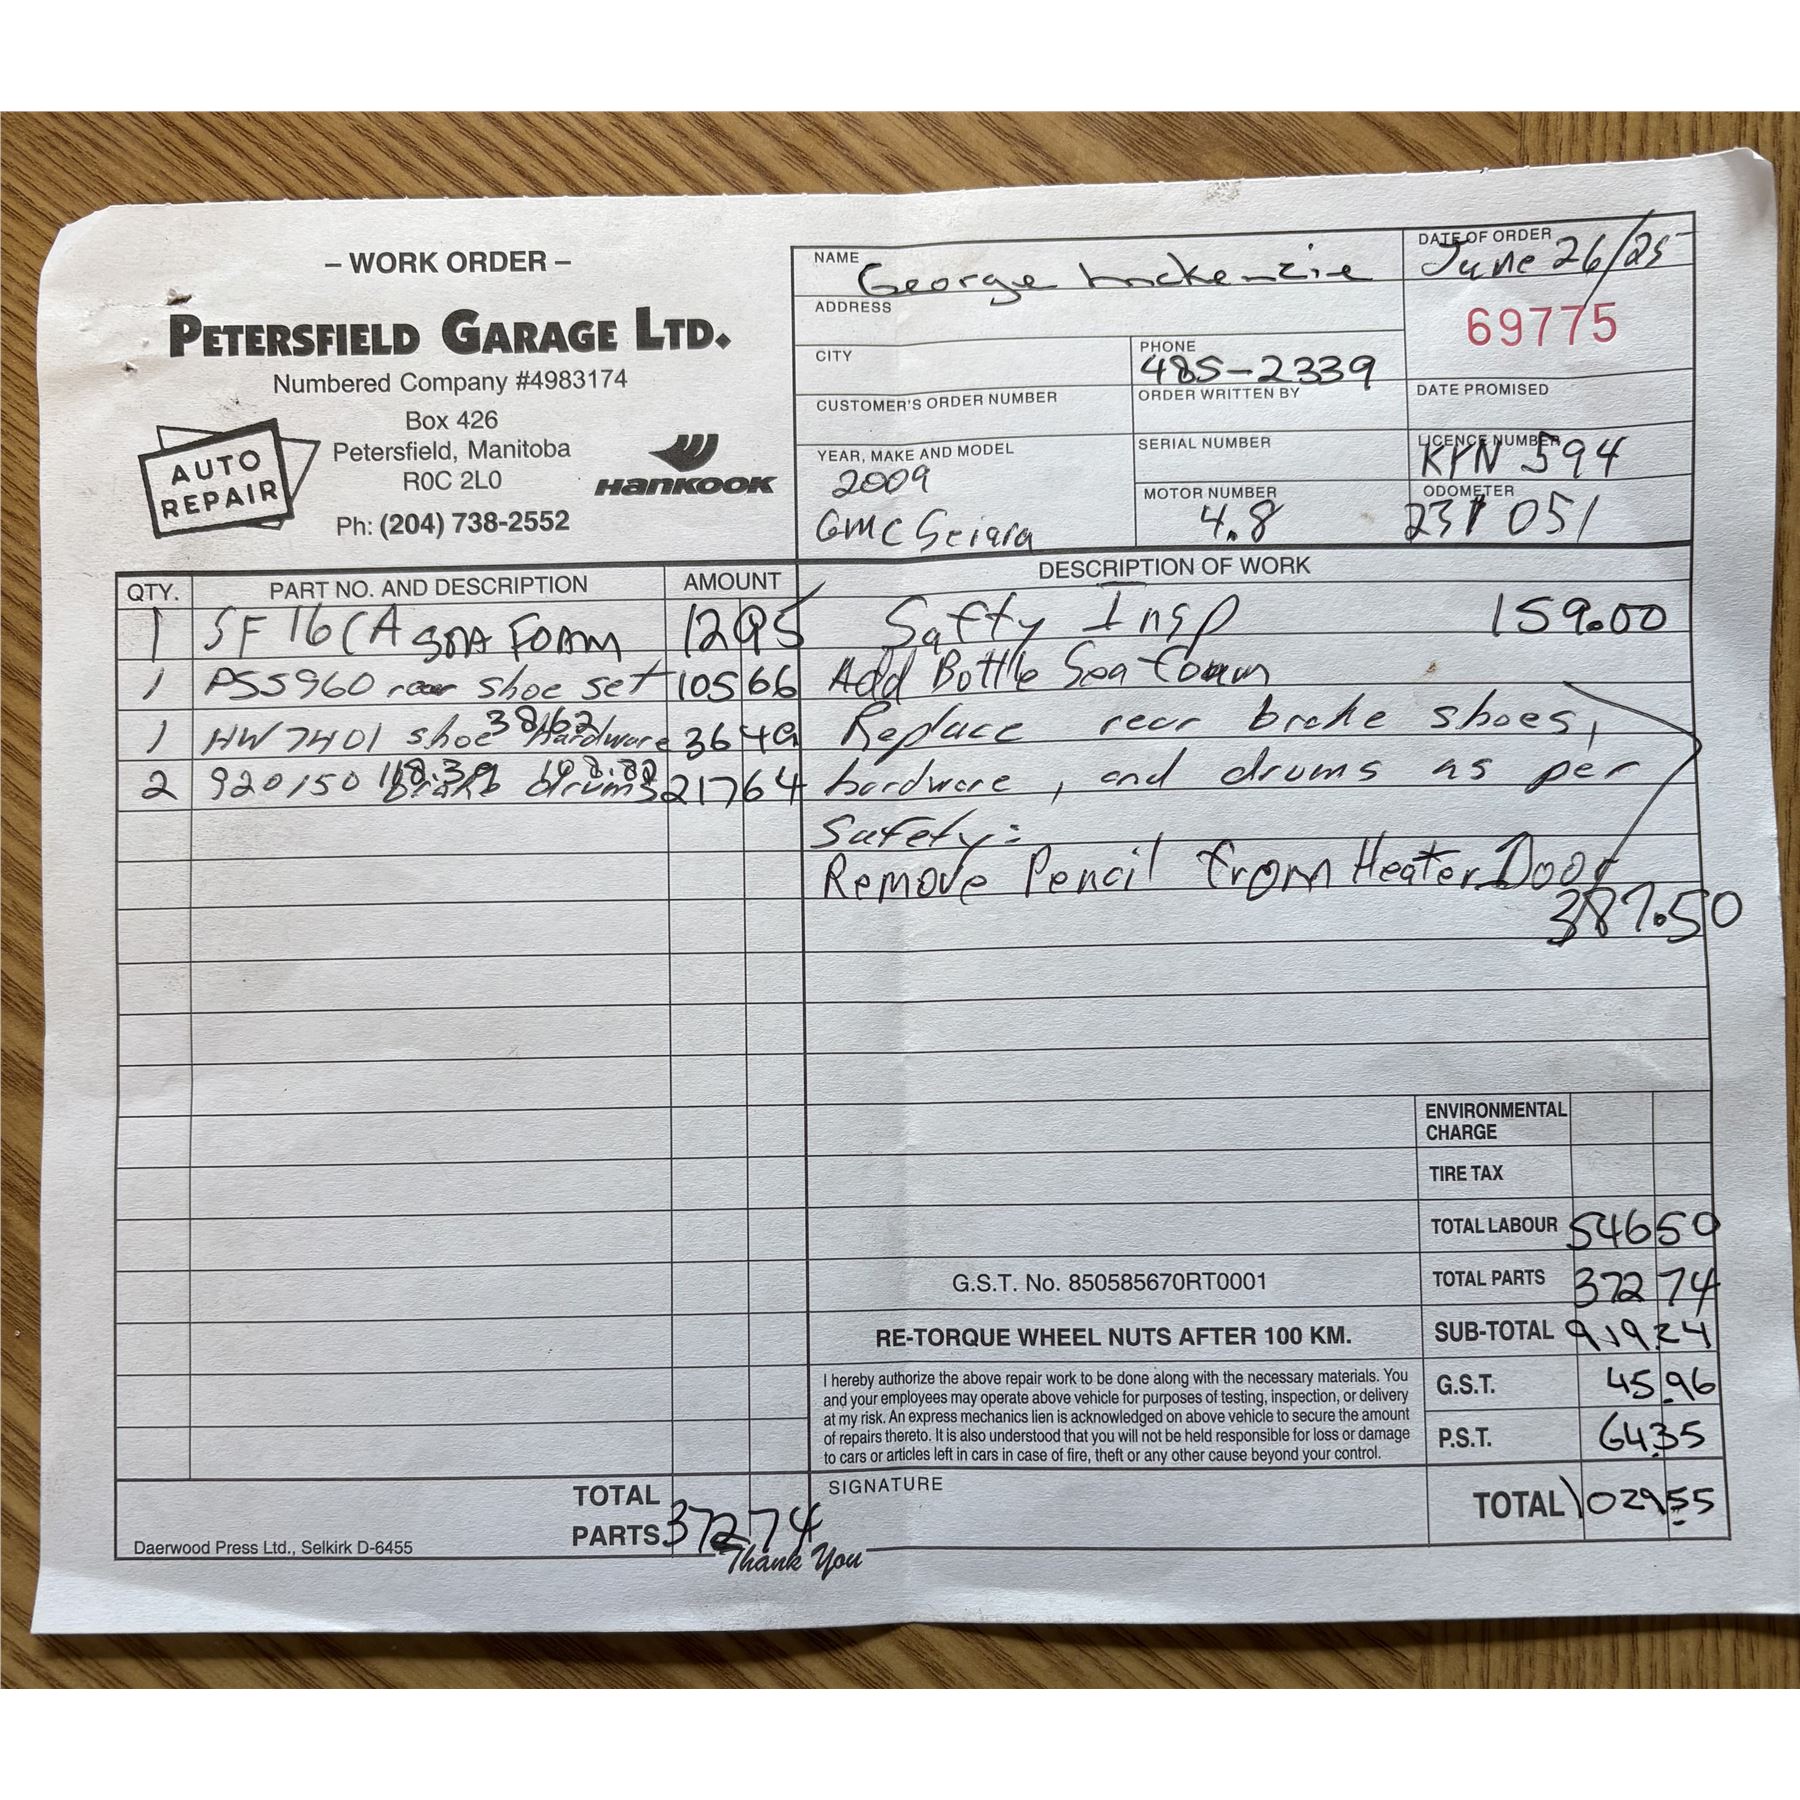 – WORK ORDER –
PETERSFIELD GARAGE LTD.
Numbered Company #4983174
Box 426
Petersfield, Manitoba
R0C 2L0
Ph: (204) 738-2552
AUTO
REPAIR
HANKOOK
NAME
George Mckenzie
DATE OF ORDER
June 26/25
ADDRESS
69775
CITY
PHONE
485-2339
CUSTOMER'S ORDER NUMBER
ORDER WRITTEN BY
DATE PROMISED
YEAR, MAKE AND MODEL
2009
GMC Seiara
SERIAL NUMBER
LICENCE NUMBER
KYN 594
MOTOR NUMBER
4.8
ODOMETER
231 051
QTY. PART NO. AND DESCRIPTION AMOUNT
1 SF 16CA SEA FOAM 12 95
1 PSS960 rear shoe set 105 66
1 HW7401 shoe Hardware 38.62 36 49
2 920150 Brake drums 118.39 108.82 217 64
DESCRIPTION OF WORK
Safty Insp 159.00
Add Bottle Sea Foam
Replace rear brake shoes,
hardware, and drums as per
Safety:
Remove Pencil from Heater Door
387.50
ENVIRONMENTAL
CHARGE
TIRE TAX
TOTAL LABOUR 546 50
G.S.T. No. 850585670RT0001
TOTAL PARTS 372 74
RE-TORQUE WHEEL NUTS AFTER 100 KM.
SUB-TOTAL 919.24
I hereby authorize the above repair work to be done along with the necessary materials. You
and your employees may operate above vehicle for purposes of testing, inspection, or delivery
at my risk. An express mechanics lien is acknowledged on above vehicle to secure the amount
of repairs thereto. It is also understood that you will not be held responsible for loss or damage
to cars or articles left in cars in case of fire, theft or any other cause beyond your control.
G.S.T. 45.96
P.S.T. 64.35
SIGNATURE
TOTAL 1029.55
TOTAL
PARTS 372 74
Daerwood Press Ltd., Selkirk D-6455
Thank You